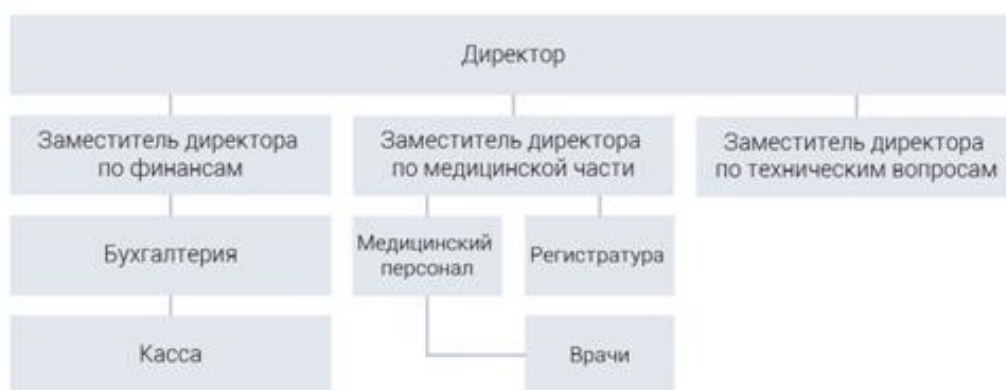 Директор
Заместитель директора
по финансам
Заместитель директора
по медицинской части
Заместитель директора
по техническим вопросам
Бухгалтерия
Медицинский
персонал
Регистратура
Касса
Врачи